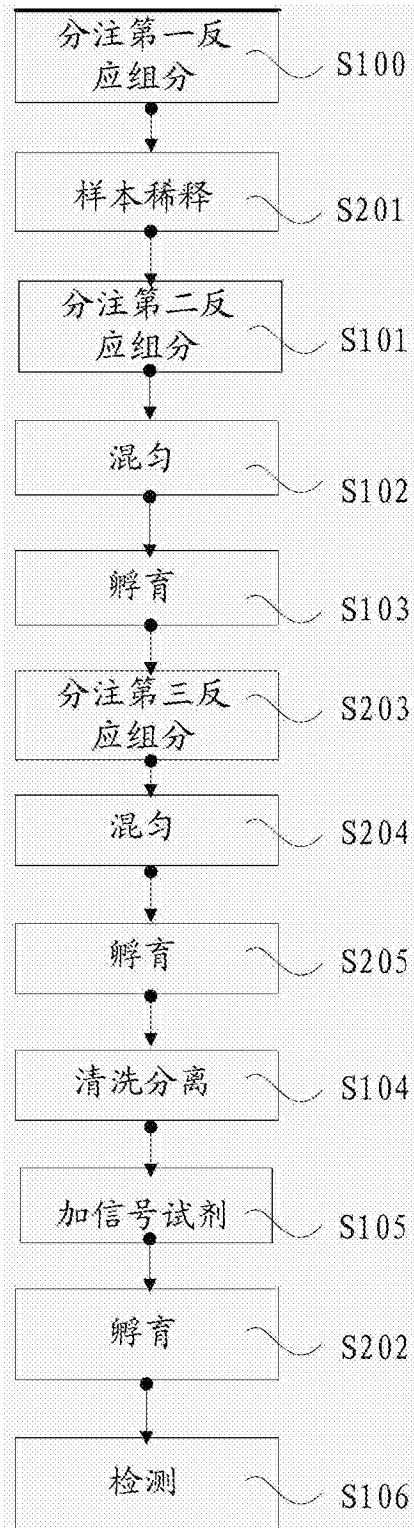 分注第一反
应组分
S100
样本稀释
S201
分注第二反
应组分
S101
混匀
S102
孵育
S103
分注第三反
应组分
S203
混匀
S204
孵育
S205
清洗分离
S104
加信号试剂
S105
孵育
S202
检测
S106